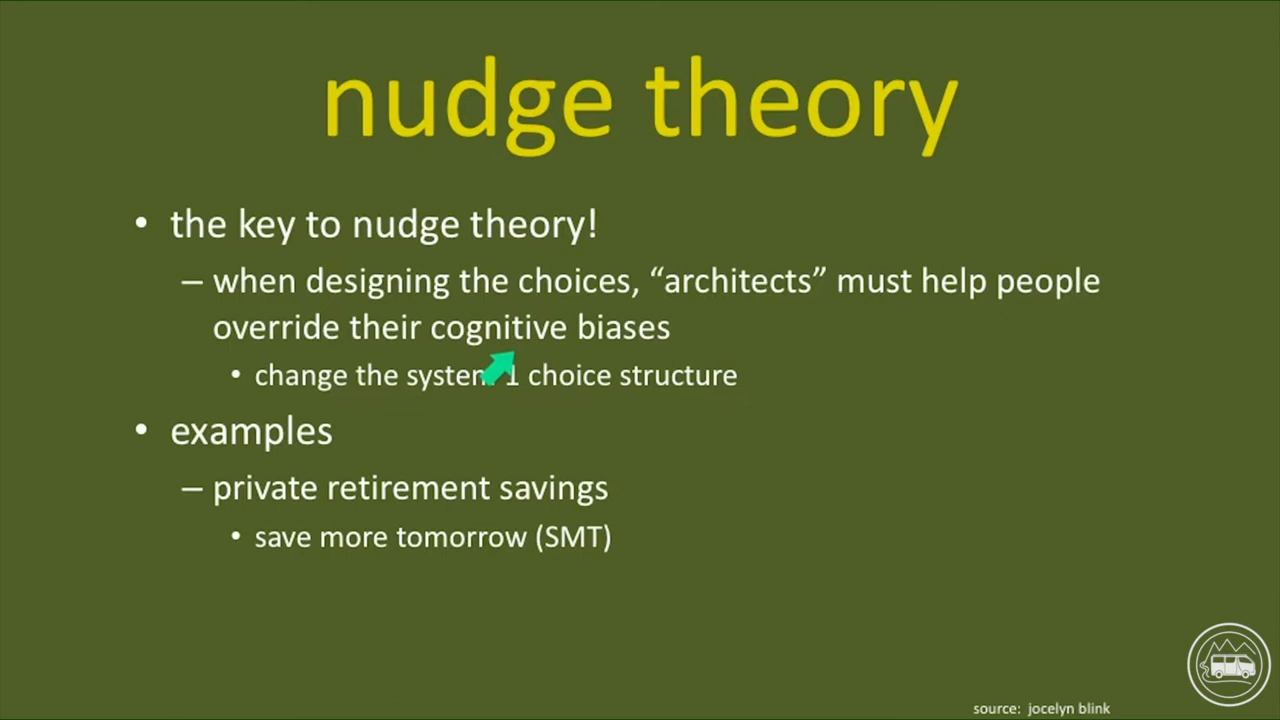 nudge theory
• the key to nudge theory!
– when designing the choices, “architects” must help people
override their cognitive biases
• change the system 1 choice structure
• examples
– private retirement savings
• save more tomorrow (SMT)
source: jocelyn blink